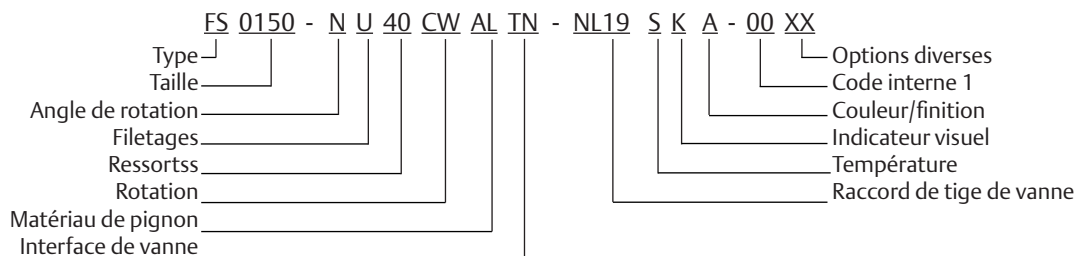 FS 0150 - N U 40 CW AL TN - NL19 S K A - 00 XX
Type
Taille
Angle de rotation
Filetages
Ressortss
Rotation
Matériau de pignon
Interface de vanne
Options diverses
Code interne 1
Couleur/finition
Indicateur visuel
Température
Raccord de tige de vanne